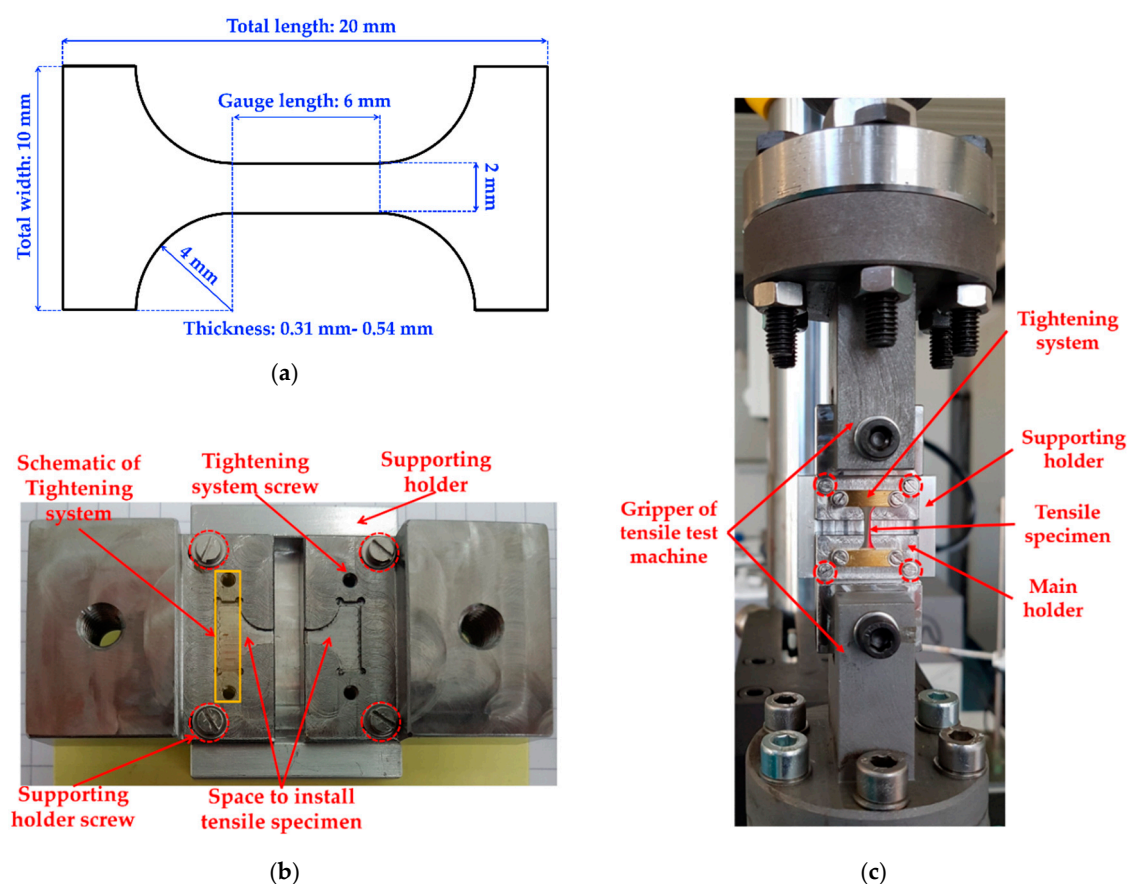 (a)
Total length: 20 mm
Total width: 10 mm
Gauge length: 6 mm
2 mm
4 mm
Thickness: 0.31 mm- 0.54 mm
(a)
Schematic of
Tightening
system
Tightening
system screw
Supporting
holder
Supporting
holder screw
Space to install
tensile specimen
(b)
Tightening
system
Supporting
holder
Gripper of
tensile test
machine
Tensile
specimen
Main
holder
(c)